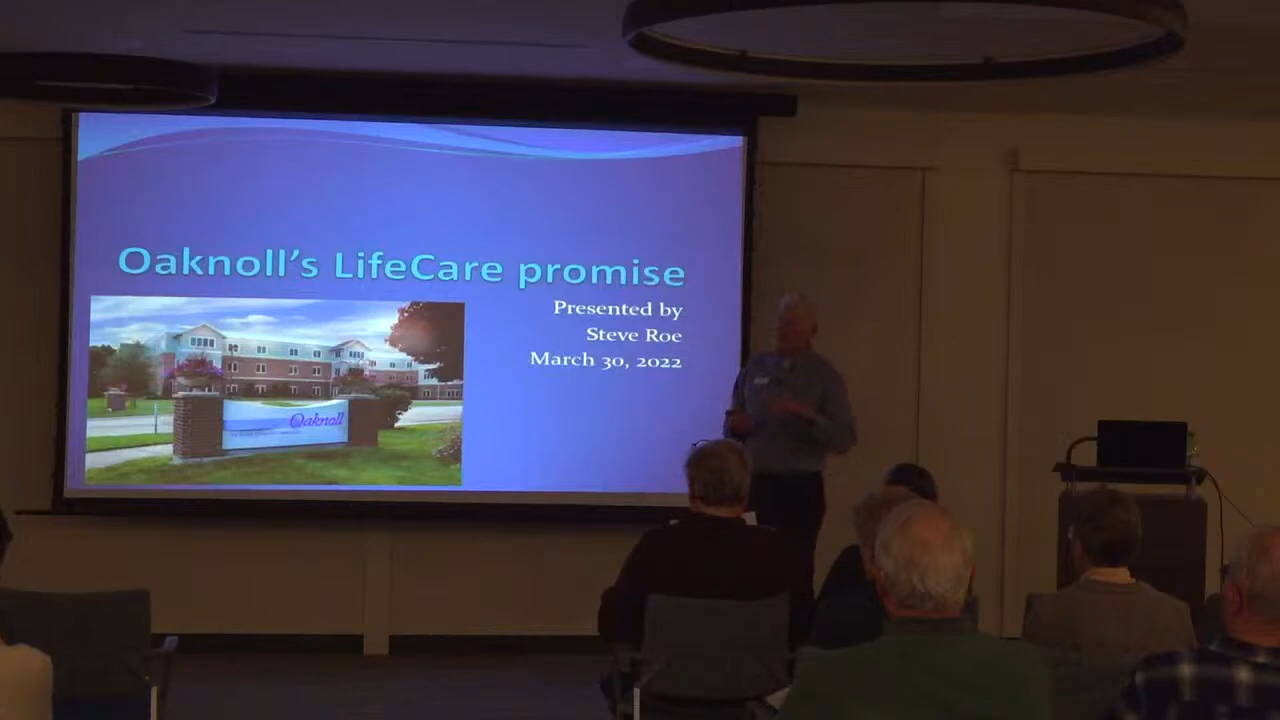 Oaknoll's LifeCare promise
Presented by
Steve Roe
March 30, 2022
Oaknoll